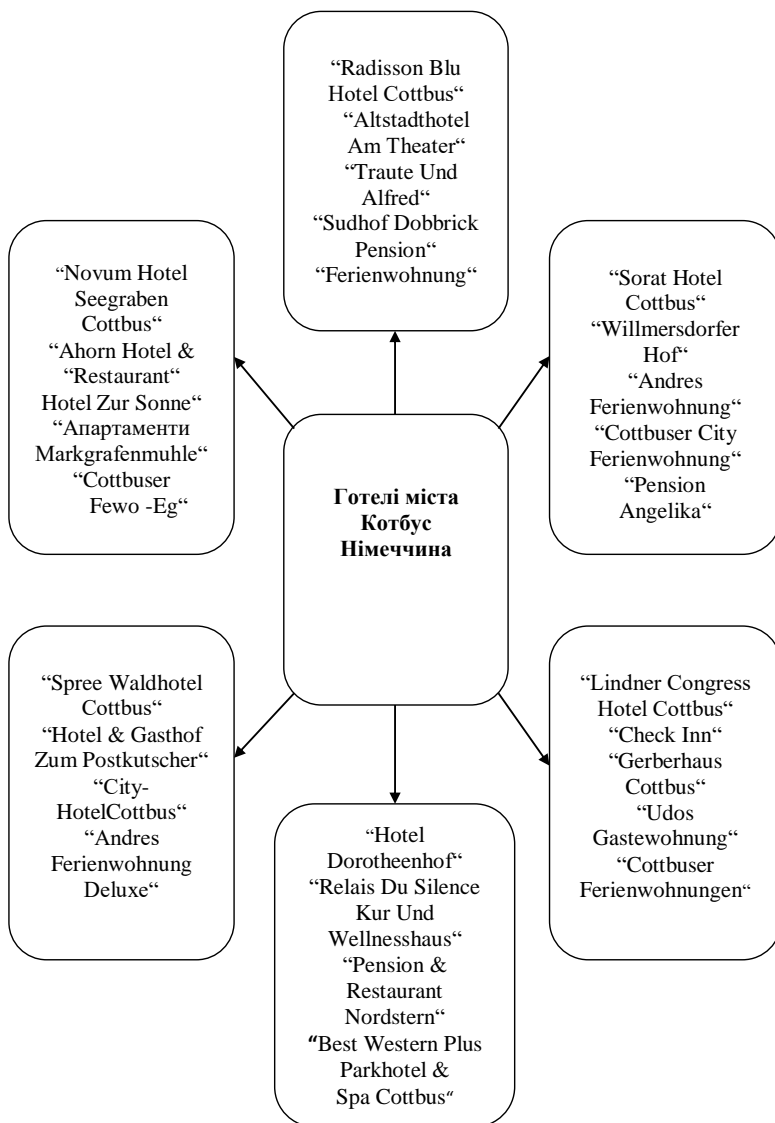 “Radisson Blu
Hotel Cottbus“
“Altstadthotel
Am Theater“
“Traute Und
Alfred“
“Sudhof Dobbrick
Pension“
“Ferienwohnung“
“Novum Hotel
Seegraben
Cottbus“
“Ahorn Hotel &
“Restaurant“
Hotel Zur Sonne“
“Апартаменти
Markgrafenmuhle“
“Cottbuser
Fewo -Eg“
“Sorat Hotel
Cottbus“
“Willmersdorfer
Hof“
“Andres
Ferienwohnung“
“Cottbuser City
Ferienwohnung“
“Pension
Angelika“
Готелі міста
Котбус
Німеччина
“Spree Waldhotel
Cottbus“
“Hotel & Gasthof
Zum Postkutscher“
“City-
HotelCottbus“
“Andres
Ferienwohnung
Deluxe“
“Lindner Congress
Hotel Cottbus“
“Check Inn“
“Gerberhaus
Cottbus“
“Udos
Gastewohnung“
“Cottbuser
Ferienwohnungen“
“Hotel
Dorotheenhof“
“Relais Du Silence
Kur Und
Wellnesshaus“
“Pension &
Restaurant
Nordstern“
“Best Western Plus
Parkhotel &
Spa Cottbus“